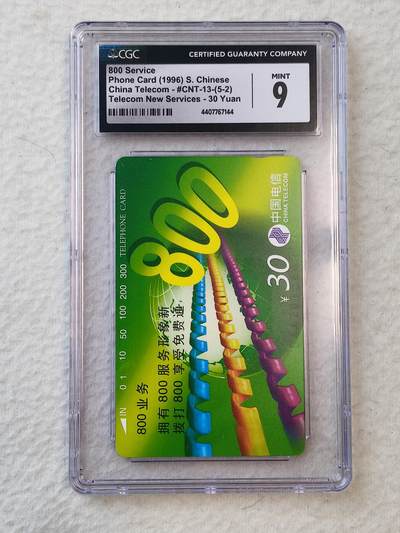 CGC
CERTIFIED GUARANTY COMPANY
800 Service
Phone Card (1996) S. Chinese
China Telecom - #CNT-13-(5-2)
Telecom New Services - 30 Yuan
4407767144
MINT
9
IN 0 1 10 50 100 200 300 TELEPHONE CARD
800
中国电信
CHINA TELECOM
¥ 30
800 业务
拥有 800 服务形象新
拨打 800 享受免费通